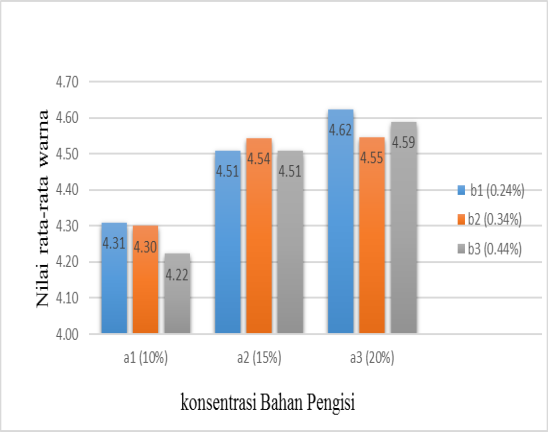 Nilai rata-rata warna
4.70
4.60
4.50
4.40
4.30
4.20
4.10
4.00
4.31
4.30
4.22
4.51
4.54
4.51
4.62
4.55
4.59
a1 (10%)
a2 (15%)
a3 (20%)
b1 (0.24%)
b2 (0.34%)
b3 (0.44%)
konsentrasi Bahan Pengisi